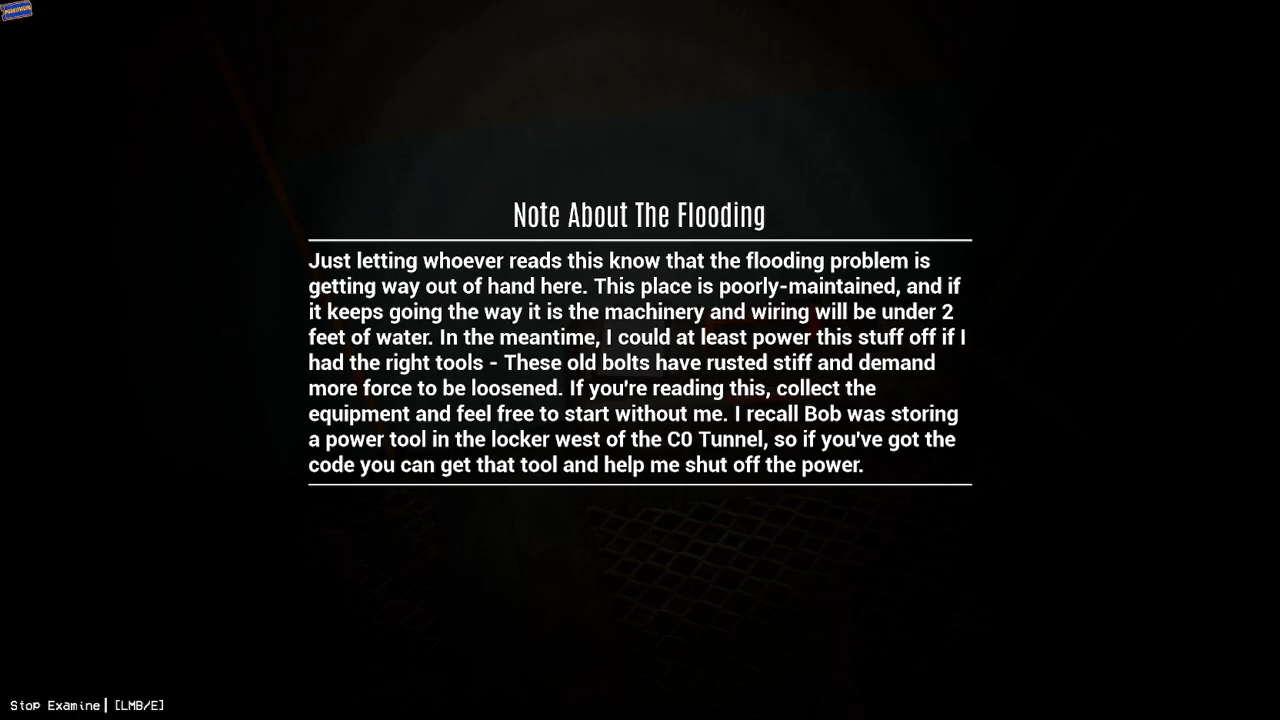 Note About The Flooding
Just letting whoever reads this know that the flooding problem is
getting way out of hand here. This place is poorly-maintained, and if
it keeps going the way it is the machinery and wiring will be under 2
feet of water. In the meantime, I could at least power this stuff off if I
had the right tools - These old bolts have rusted stiff and demand
more force to be loosened. If you're reading this, collect the
equipment and feel free to start without me. I recall Bob was storing
a power tool in the locker west of the C0 Tunnel, so if you've got the
code you can get that tool and help me shut off the power.
Stop Examine [LMB/E]